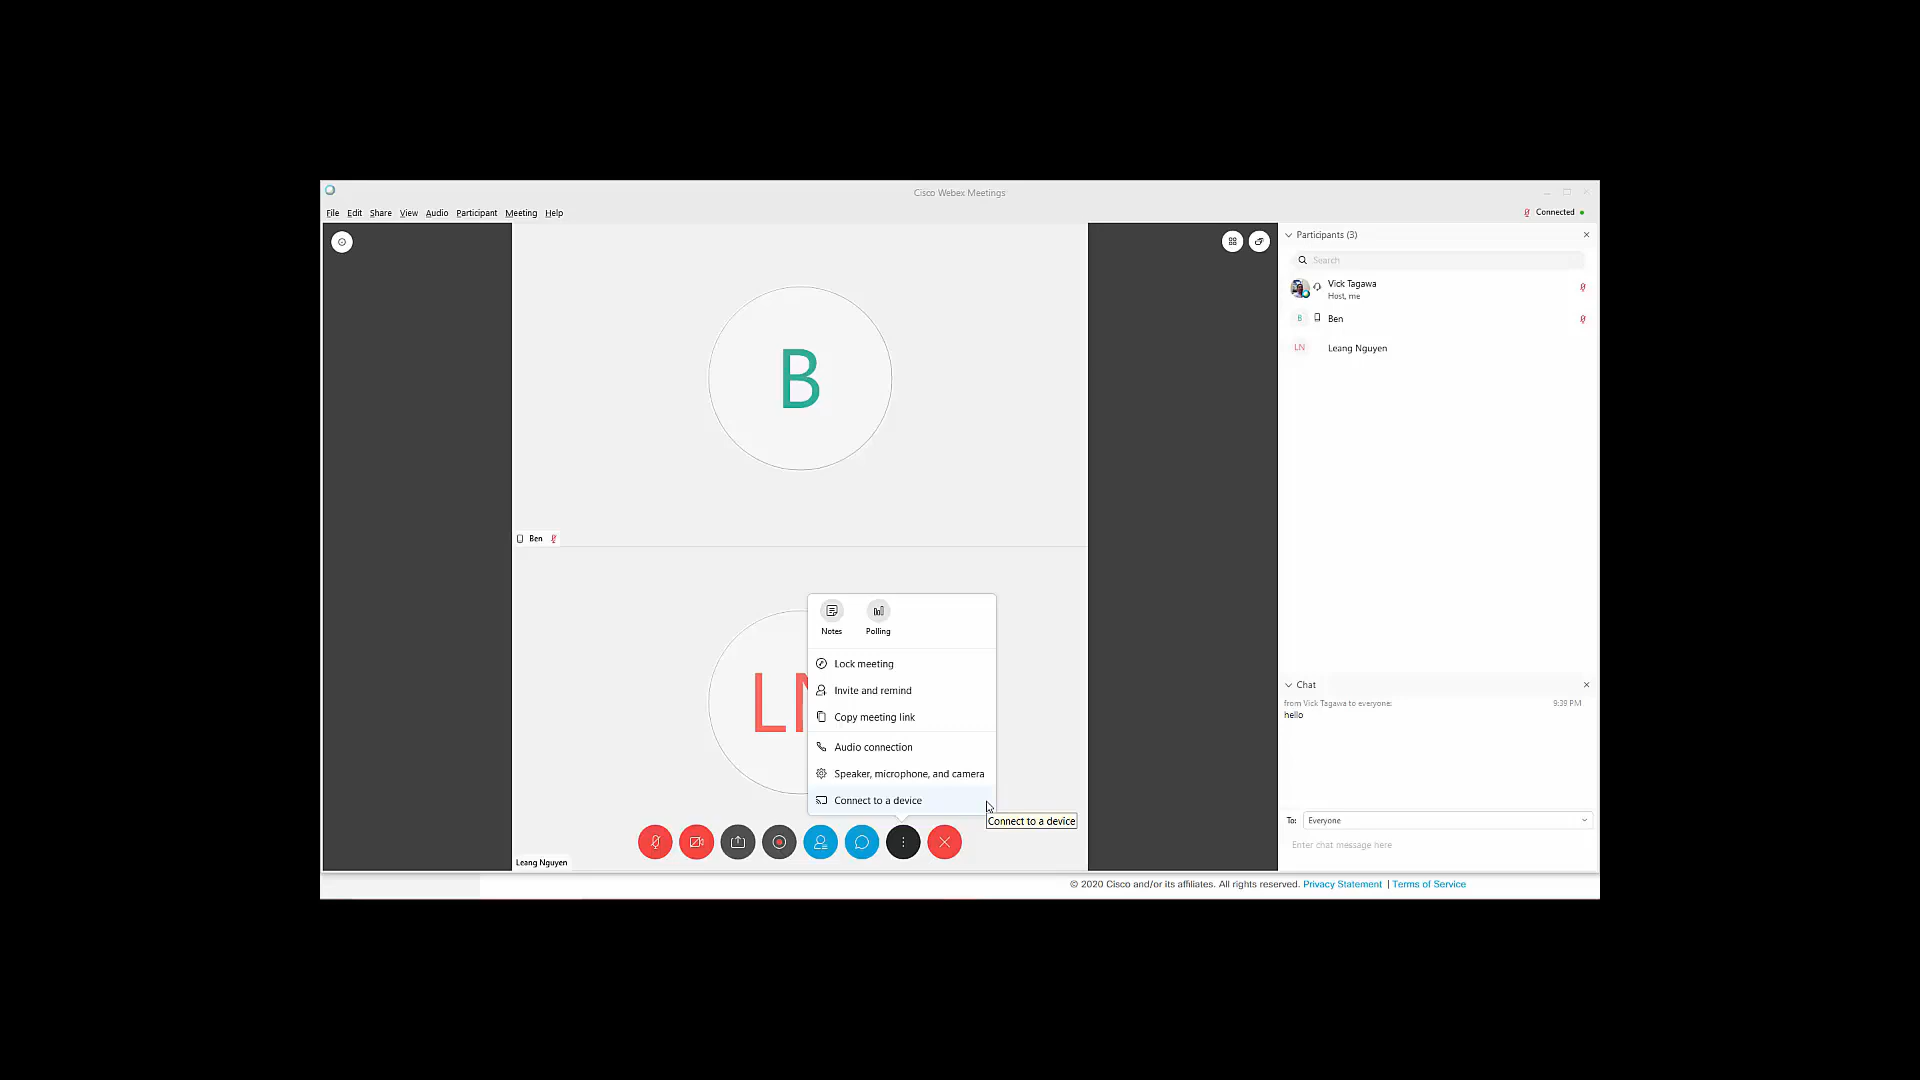 Cisco Webex Meetings
File Edit Share View Audio Participant Meeting Help
Connected
Participants (3)
Search
Vick Tagawa
Host, me
B Ben
LN Leang Nguyen
B
Ben
LN
Leang Nguyen
Notes Polling
Lock meeting
Invite and remind
Copy meeting link
Audio connection
Speaker, microphone, and camera
Connect to a device
Connect to a device
Chat
from Vick Tagawa to everyone: 9:39 PM
hello
To: Everyone
Enter chat message here
© 2020 Cisco and/or its affiliates. All rights reserved. Privacy Statement | Terms of Service